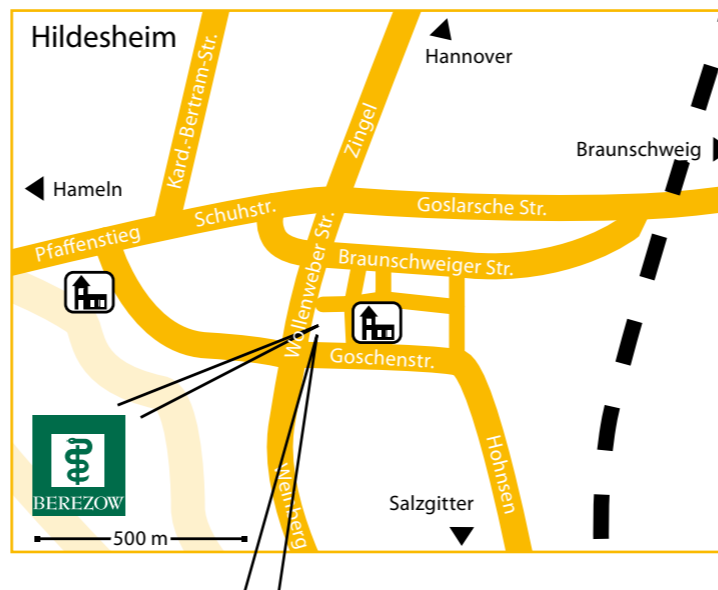 Hildesheim
Hannover
Kard.-Bertram-Str.
Zingel
Braunschweig
Hameln
Schuhstr.
Goslarsche Str.
Pfaffenstieg
Wollenweber Str.
Braunschweiger Str.
Goschenstr.
Hohnsen
BEREZOW
Weinberg
Salzgitter
500 m